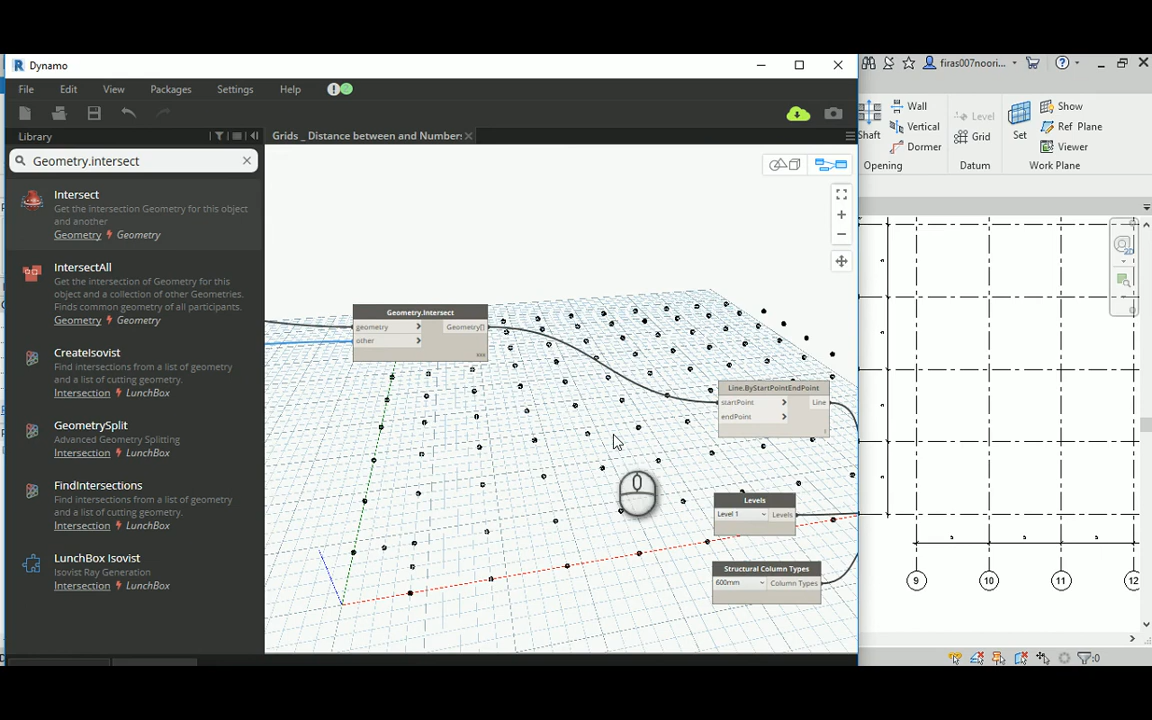 Dynamo
File Edit View Packages Settings Help
Library
Grids _ Distance between and Number:
Geometry.intersect
Intersect
Get the intersection Geometry for this object
and another
Geometry Geometry
IntersectAll
Get the intersection of Geometry for this
object and a collection of other Geometries.
Finds common geometry of all participants.
Geometry Geometry
CreateIsovist
Find intersections from a list of geometry
and a list of cutting geometry.
Intersection LunchBox
GeometrySplit
Advanced Geometry Splitting
Intersection LunchBox
FindIntersections
Find intersections from a list of geometry
and a list of cutting geometry.
Intersection LunchBox
LunchBox Isovist
Isovist Ray Generation
Intersection LunchBox
Geometry.Intersect
geometry > Geometry[]
other >
xxx
Line.ByStartPointEndPoint
startPoint > Line
endPoint >
Levels
Level 1 Levels
Structural Column Types
600mm Column Types
firas007noori...
Wall
Vertical
Dormer
Shaft
Opening
Level
Grid
Datum
Set
Show
Ref Plane
Viewer
Work Plane
9 10 11 12
:0